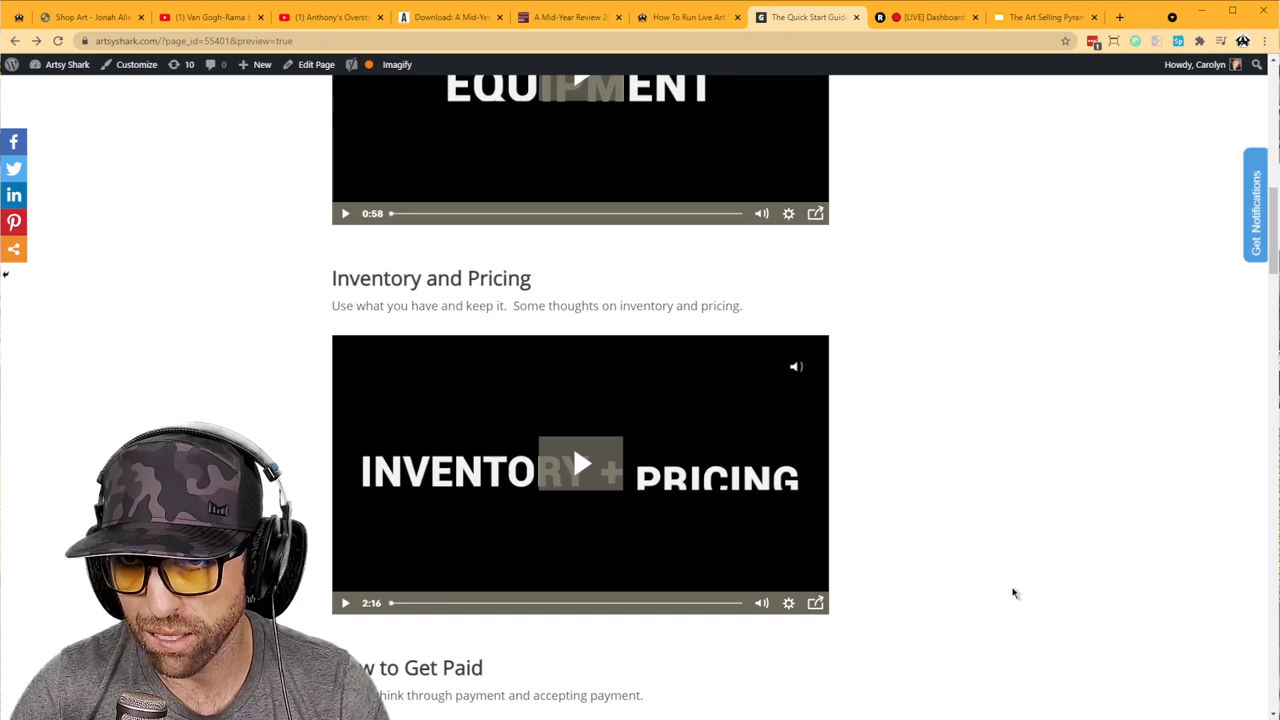 Shop Art - Jonah Alle
(1) Van Gogh-Rama b
(1) Anthony's Overst
Download: A Mid-Ye
A Mid-Year Review 20
How To Run Live Art
The Quick Start Guid
[LIVE] Dashboard
The Art Selling Pyram
artsyshark.com/?page_id=55401&preview=true
Artsy Shark
Customize
10
0
New
Edit Page
Imagify
Howdy, Carolyn
EQUIPMENT
0:58
Get Notifications
Inventory and Pricing
Use what you have and keep it. Some thoughts on inventory and pricing.
INVENTORY + PRICING
2:16
w to Get Paid
hink through payment and accepting payment.